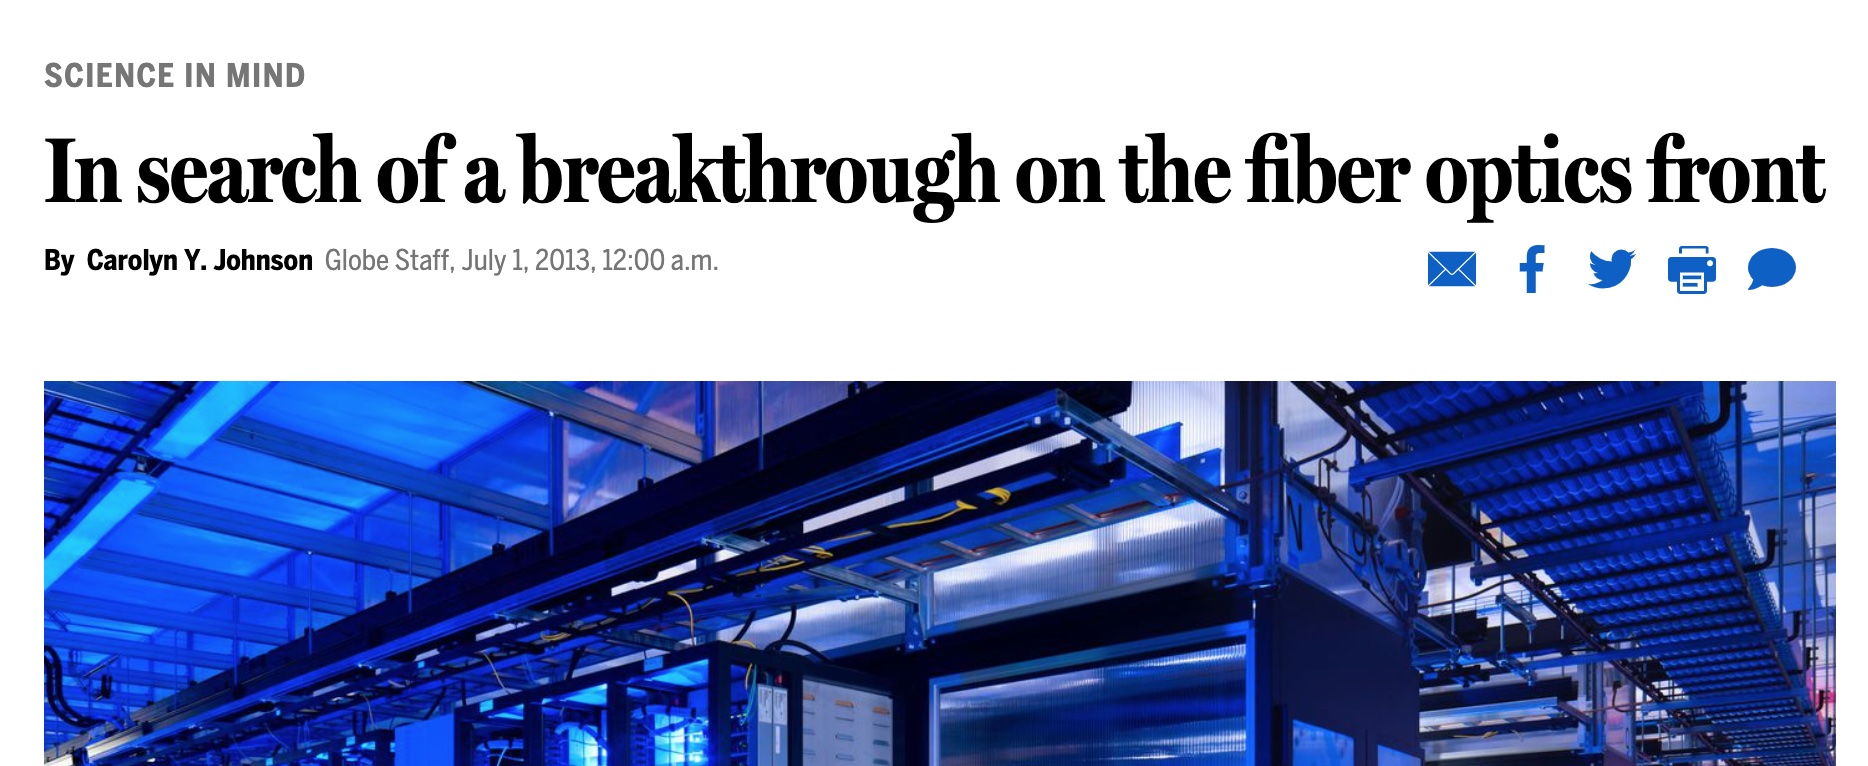 SCIENCE IN MIND
In search of a breakthrough on the fiber optics front
By Carolyn Y. Johnson Globe Staff, July 1, 2013, 12:00 a.m.